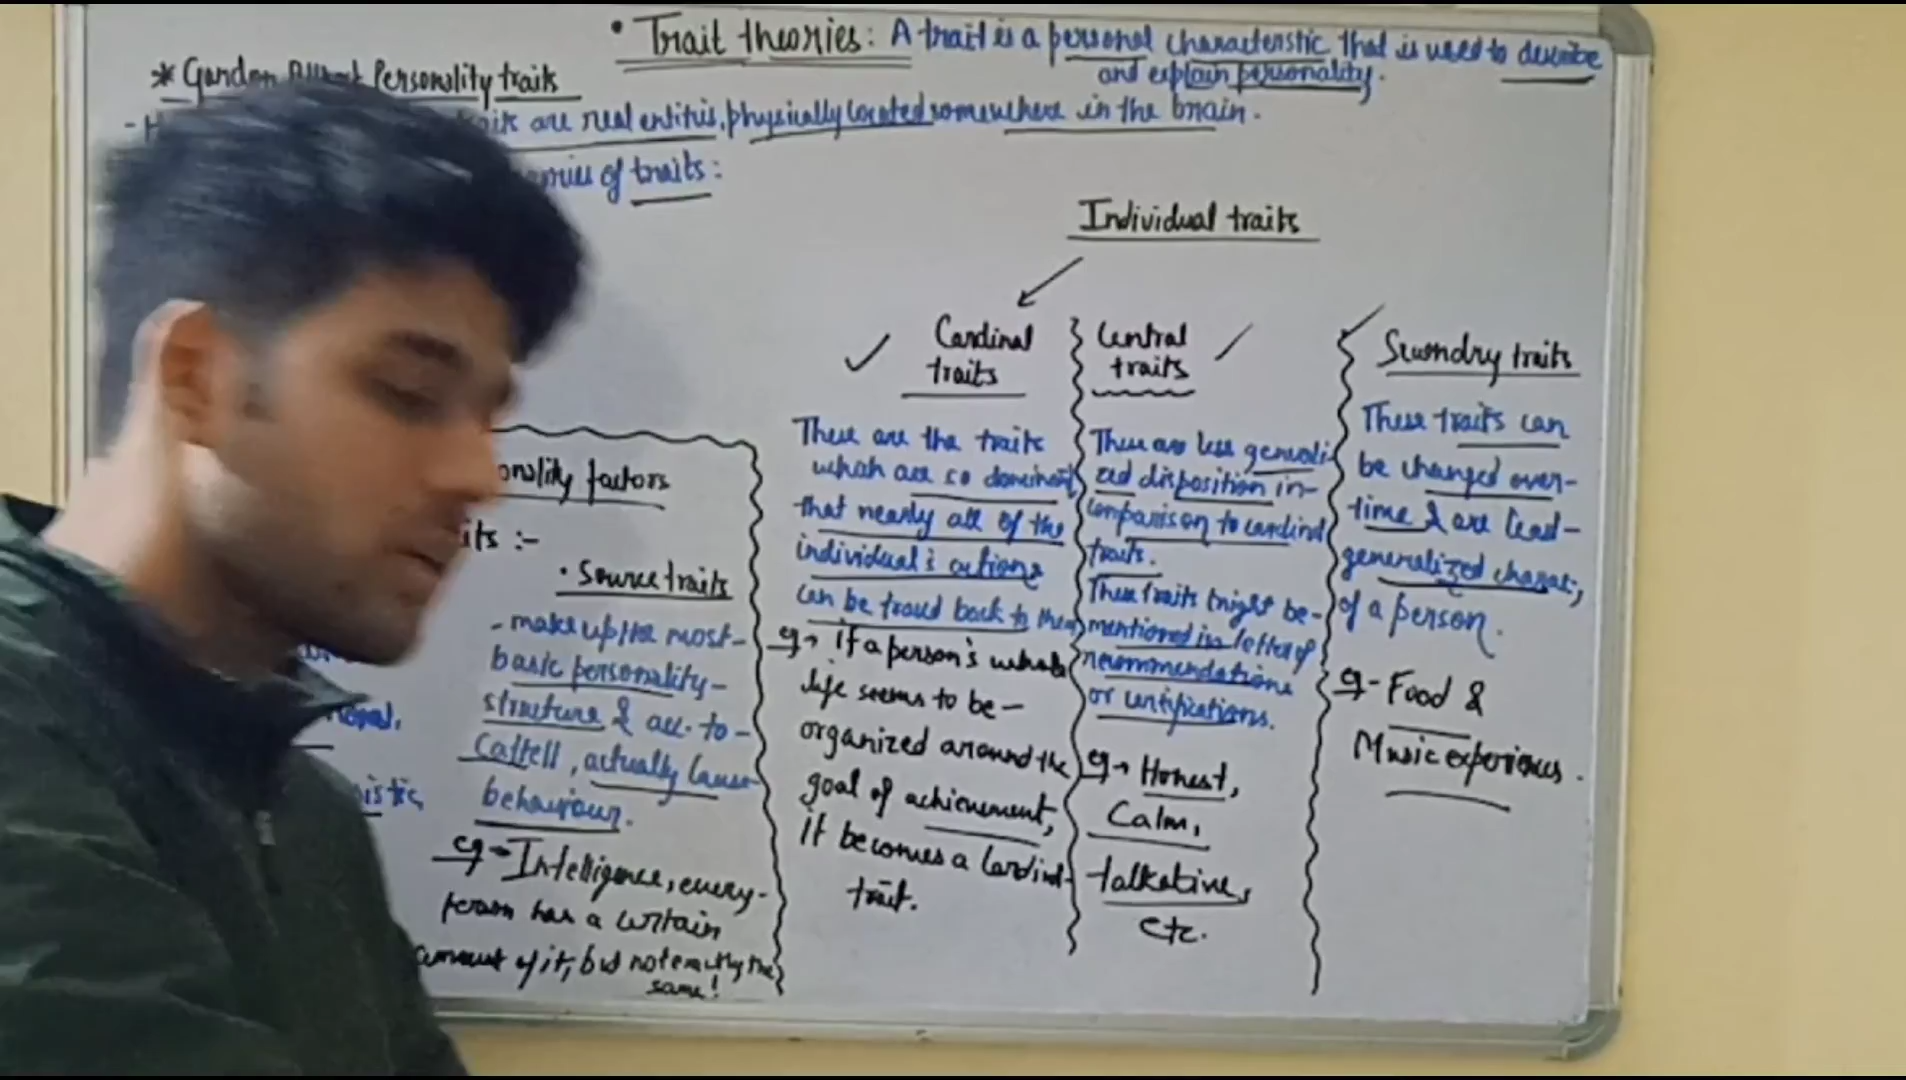 • Trait theories: A trait is a personal characteristic that is used to describe
and explain personality.
* Personality traits
traits are real entities, physically located somewhere in the brain.
of traits:
Individual traits
Cardinal
traits
Central
traits
Secondry traits
These are the traits
which are so dominant
that nearly all of the
individual's actions
can be traced back to them
eg→ if a person's whole
life seems to be-
organized around the
goal of achievement,
it becomes a Cardinal
trait.
These are less generali-
zed disposition in-
comparison to cardinal
traits.
These traits might be-
mentioned in letter of
recommendations
or certifications.
eg→ Honest,
Calm,
talkative,
etc.
These traits can
be changed over-
time & are least-
generalized
of a person.
eg- Food &
Music experiences.
factors
:-
• Source traits
- make up the most-
basic personality-
structure & acc. to-
Cattell, actually cause
behaviour.
eg→ Intelligence, every-
person has a certain
amount of it, but not exactly the
same!